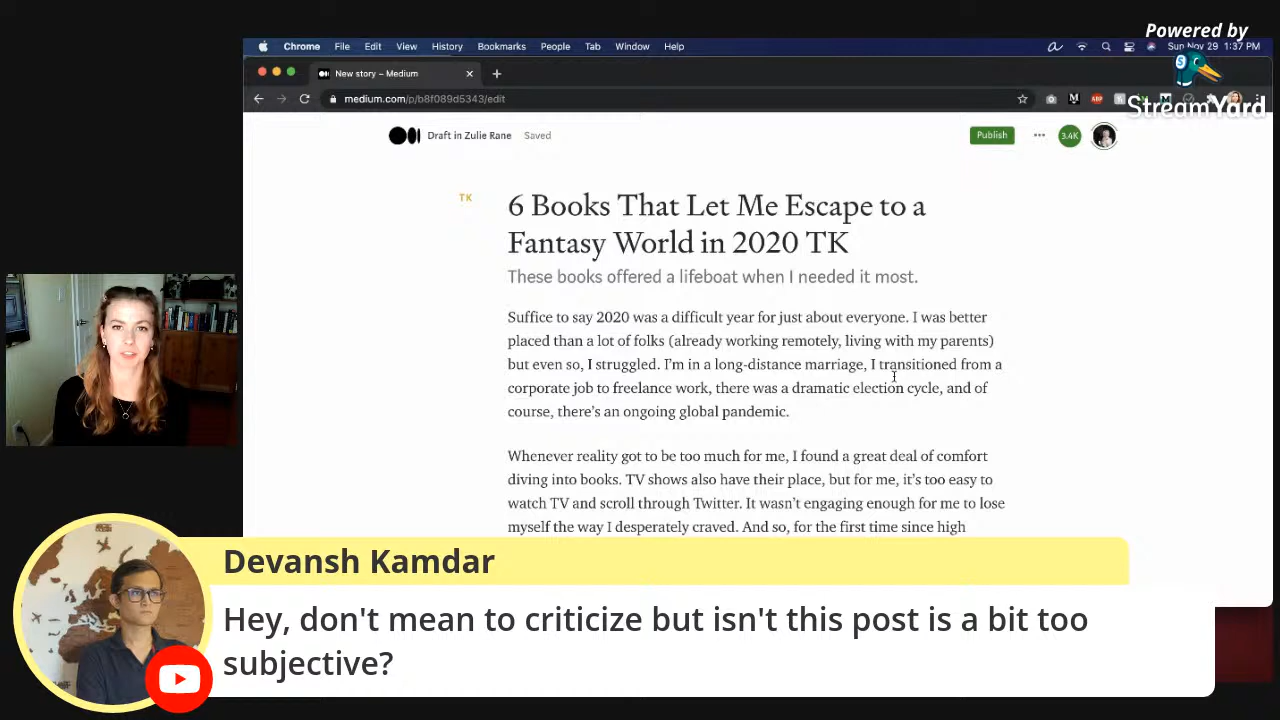 Powered by
StreamYard
Chrome File Edit View History Bookmarks People Tab Window Help
Sun Nov 29 1:37 PM
New story – Medium
medium.com/p/b8f089d5343/edit
Draft in Zulie Rane Saved
Publish
3.4K
TK
6 Books That Let Me Escape to a
Fantasy World in 2020 TK
These books offered a lifeboat when I needed it most.
Suffice to say 2020 was a difficult year for just about everyone. I was better
placed than a lot of folks (already working remotely, living with my parents)
but even so, I struggled. I'm in a long-distance marriage, I transitioned from a
corporate job to freelance work, there was a dramatic election cycle, and of
course, there's an ongoing global pandemic.
Whenever reality got to be too much for me, I found a great deal of comfort
diving into books. TV shows also have their place, but for me, it's too easy to
watch TV and scroll through Twitter. It wasn't engaging enough for me to lose
myself the way I desperately craved. And so, for the first time since high
Devansh Kamdar
Hey, don't mean to criticize but isn't this post is a bit too
subjective?